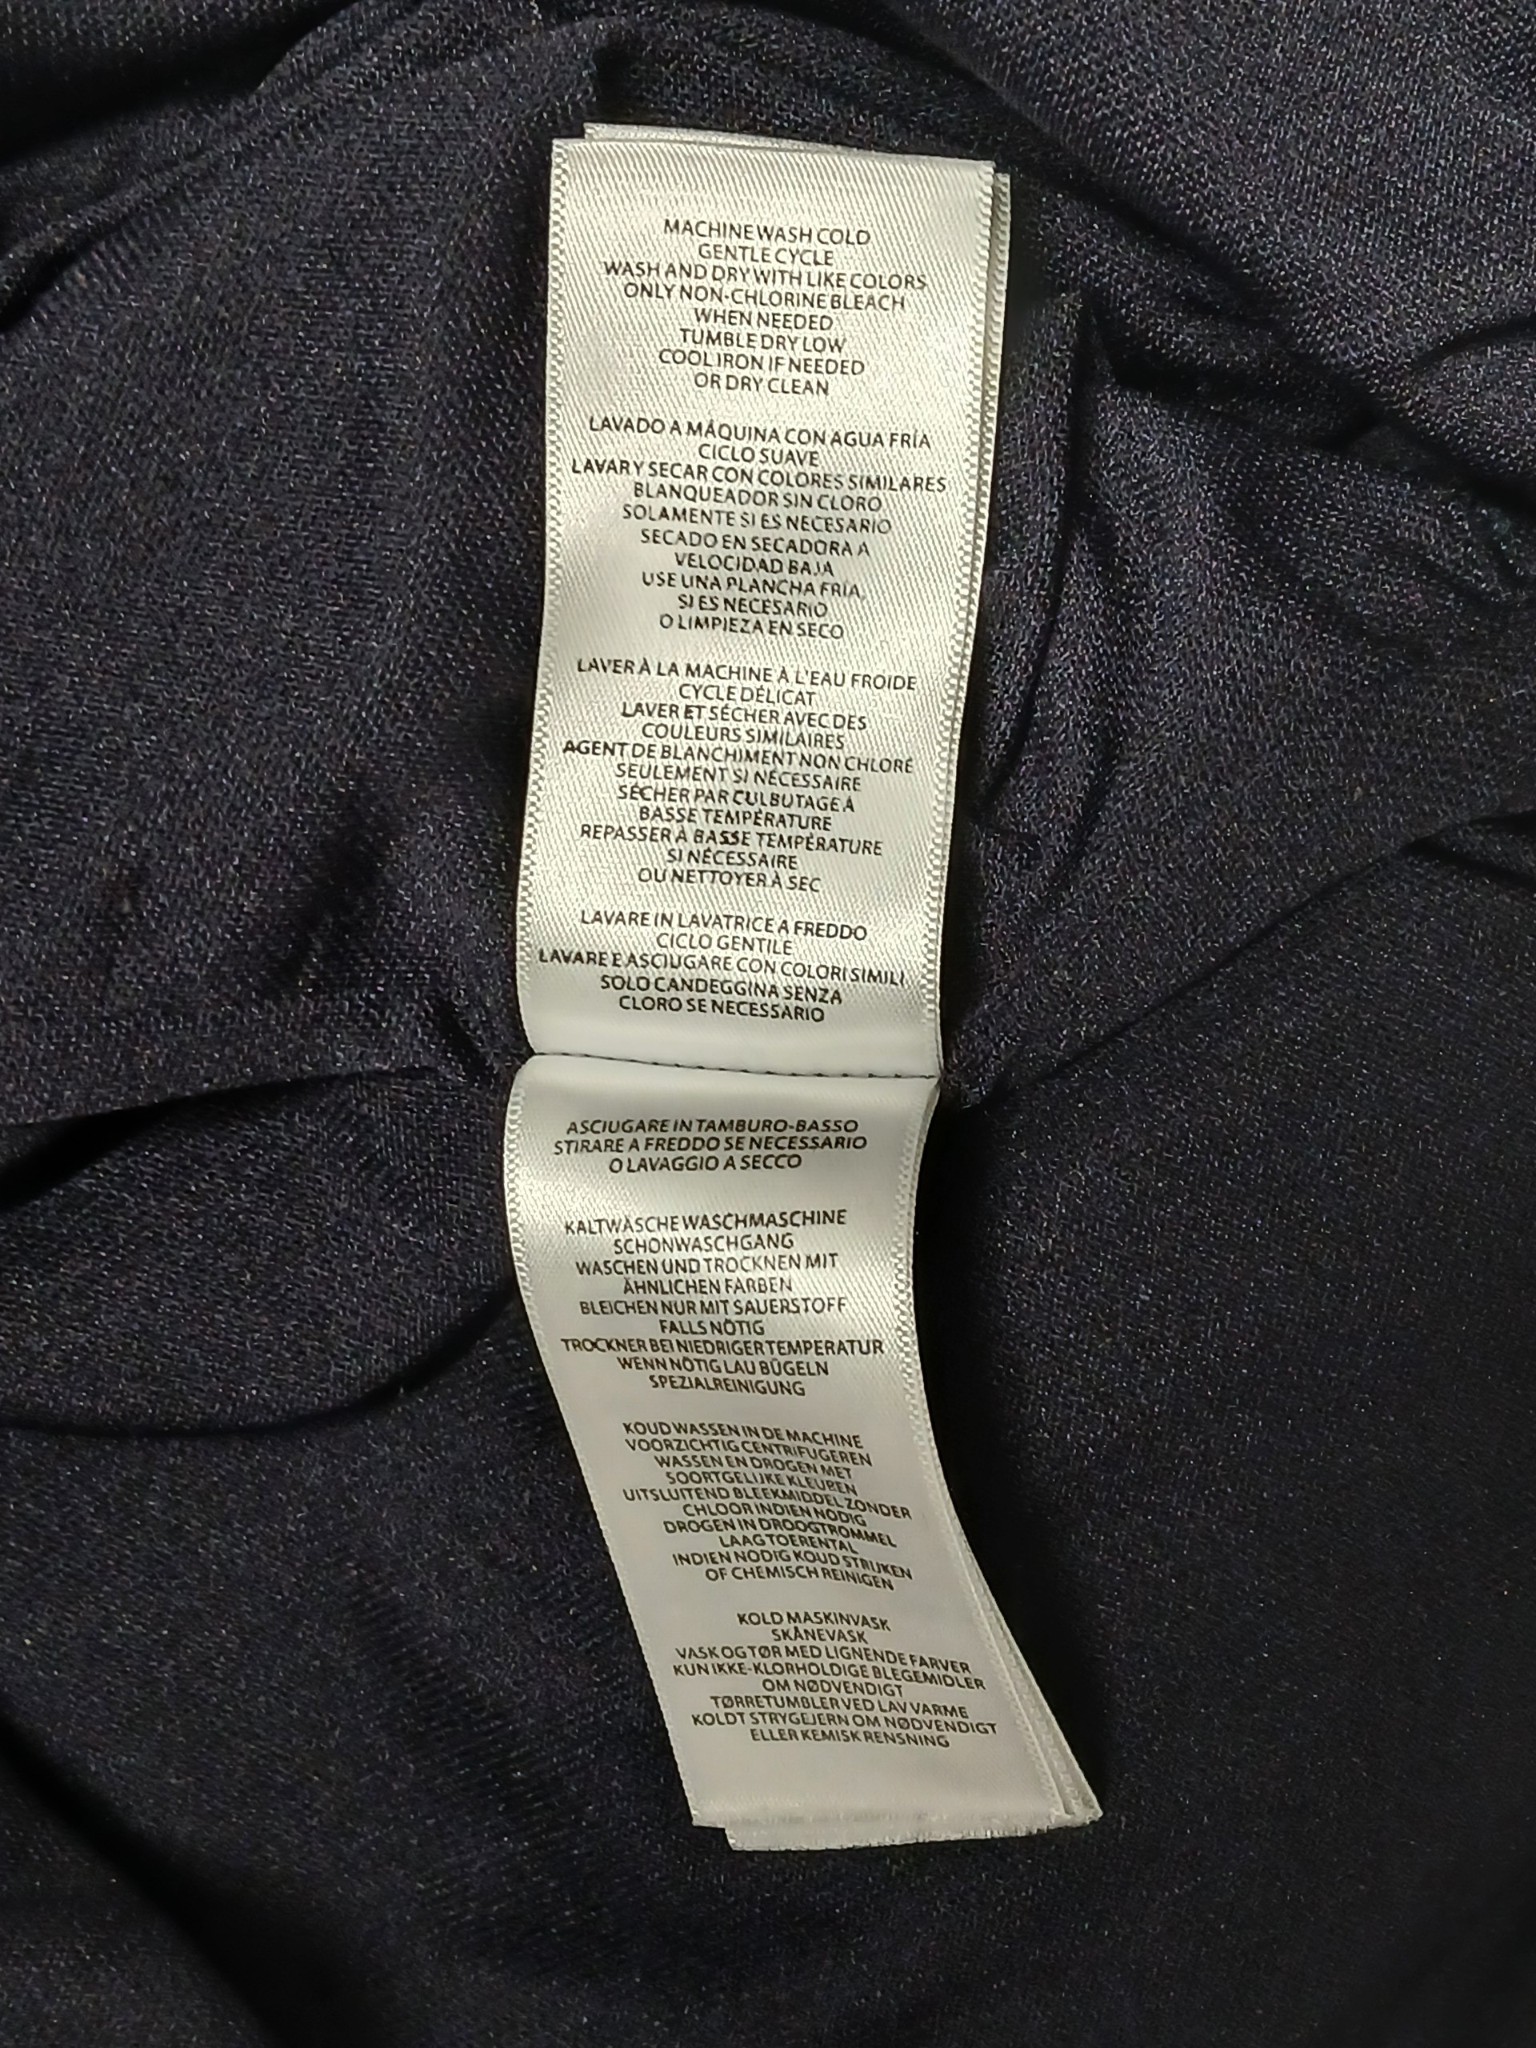 MACHINE WASH COLD
GENTLE CYCLE
WASH AND DRY WITH LIKE COLORS
ONLY NON-CHLORINE BLEACH
WHEN NEEDED
TUMBLE DRY LOW
COOL IRON IF NEEDED
OR DRY CLEAN
LAVADO A MÁQUINA CON AGUA FRÍA
CICLO SUAVE
LAVAR Y SECAR CON COLORES SIMILARES
BLANQUEADOR SIN CLORO
SOLAMENTE SI ES NECESARIO
SECADO EN SECADORA A
VELOCIDAD BAJA
USE UNA PLANCHA FRÍA,
SI ES NECESARIO
O LIMPIEZA EN SECO
LAVER À LA MACHINE À L'EAU FROIDE
CYCLE DÉLICAT
LAVER ET SÉCHER AVEC DES
COULEURS SIMILAIRES
AGENT DE BLANCHIMENT NON CHLORÉ
SEULEMENT SI NÉCESSAIRE
SÉCHER PAR CULBUTAGE À
BASSE TEMPÉRATURE
REPASSER À BASSE TEMPÉRATURE
SI NÉCESSAIRE
OU NETTOYER À SEC
LAVARE IN LAVATRICE A FREDDO
CICLO GENTILE
LAVARE E ASCIUGARE CON COLORI SIMILI
SOLO CANDEGGINA SENZA
CLORO SE NECESSARIO
ASCIUGARE IN TAMBURO-BASSO
STIRARE A FREDDO SE NECESSARIO
O LAVAGGIO A SECCO
KALTWÄSCHE WASCHMASCHINE
SCHONWASCHGANG
WASCHEN UND TROCKNEN MIT
ÄHNLICHEN FARBEN
BLEICHEN NUR MIT SAUERSTOFF
FALLS NÖTIG
TROCKNER BEI NIEDRIGER TEMPERATUR
WENN NÖTIG LAU BÜGELN
SPEZIALREINIGUNG
KOUD WASSEN IN DE MACHINE
VOORZICHTIG CENTRIFUGEREN
WASSEN EN DROGEN MET
SOORTGELIJKE KLEUREN
UITSLUITEND BLEEKMIDDEL ZONDER
CHLOOR INDIEN NODIG
DROGEN IN DROOGTROMMEL
LAAG TOERENTAL
INDIEN NODIG KOUD STRIJKEN
OF CHEMISCH REINIGEN
KOLD MASKINVASK
SKÅNEVASK
VASK OG TØR MED LIGNENDE FARVER
KUN IKKE-KLORHOLDIGE BLEGEMIDLER
OM NØDVENDIGT
TØRRETUMBLER VED LAV VARME
KOLDT STRYGEJERN OM NØDVENDIGT
ELLER KEMISK RENSNING